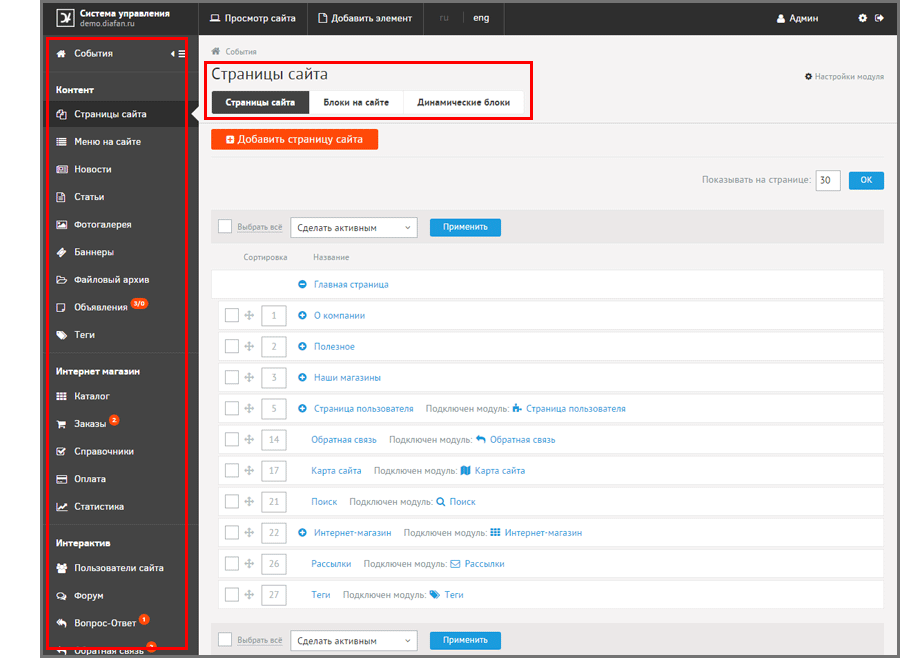 Система управления
demo.diafan.ru
Просмотр сайта
Добавить элемент
ru
eng
Админ
События
Контент
Страницы сайта
Меню на сайте
Новости
Статьи
Фотогалерея
Баннеры
Файловый архив
Объявления 3/0
Теги
Интернет магазин
Каталог
Заказы 2
Справочники
Оплата
Статистика
Интерактив
Пользователи сайта
Форум
Вопрос-Ответ 1
Обратная связь
События
Страницы сайта
Настройки модуля
Страницы сайта Блоки на сайте Динамические блоки
Добавить страницу сайта
Показывать на странице: 30 ОК
Выбрать всё Сделать активным Применить
Сортировка Название
Главная страница
1 О компании
2 Полезное
3 Наши магазины
5 Страница пользователя Подключен модуль: Страница пользователя
14 Обратная связь Подключен модуль: Обратная связь
17 Карта сайта Подключен модуль: Карта сайта
21 Поиск Подключен модуль: Поиск
22 Интернет-магазин Подключен модуль: Интернет-магазин
26 Рассылки Подключен модуль: Рассылки
27 Теги Подключен модуль: Теги
Выбрать всё Сделать активным Применить